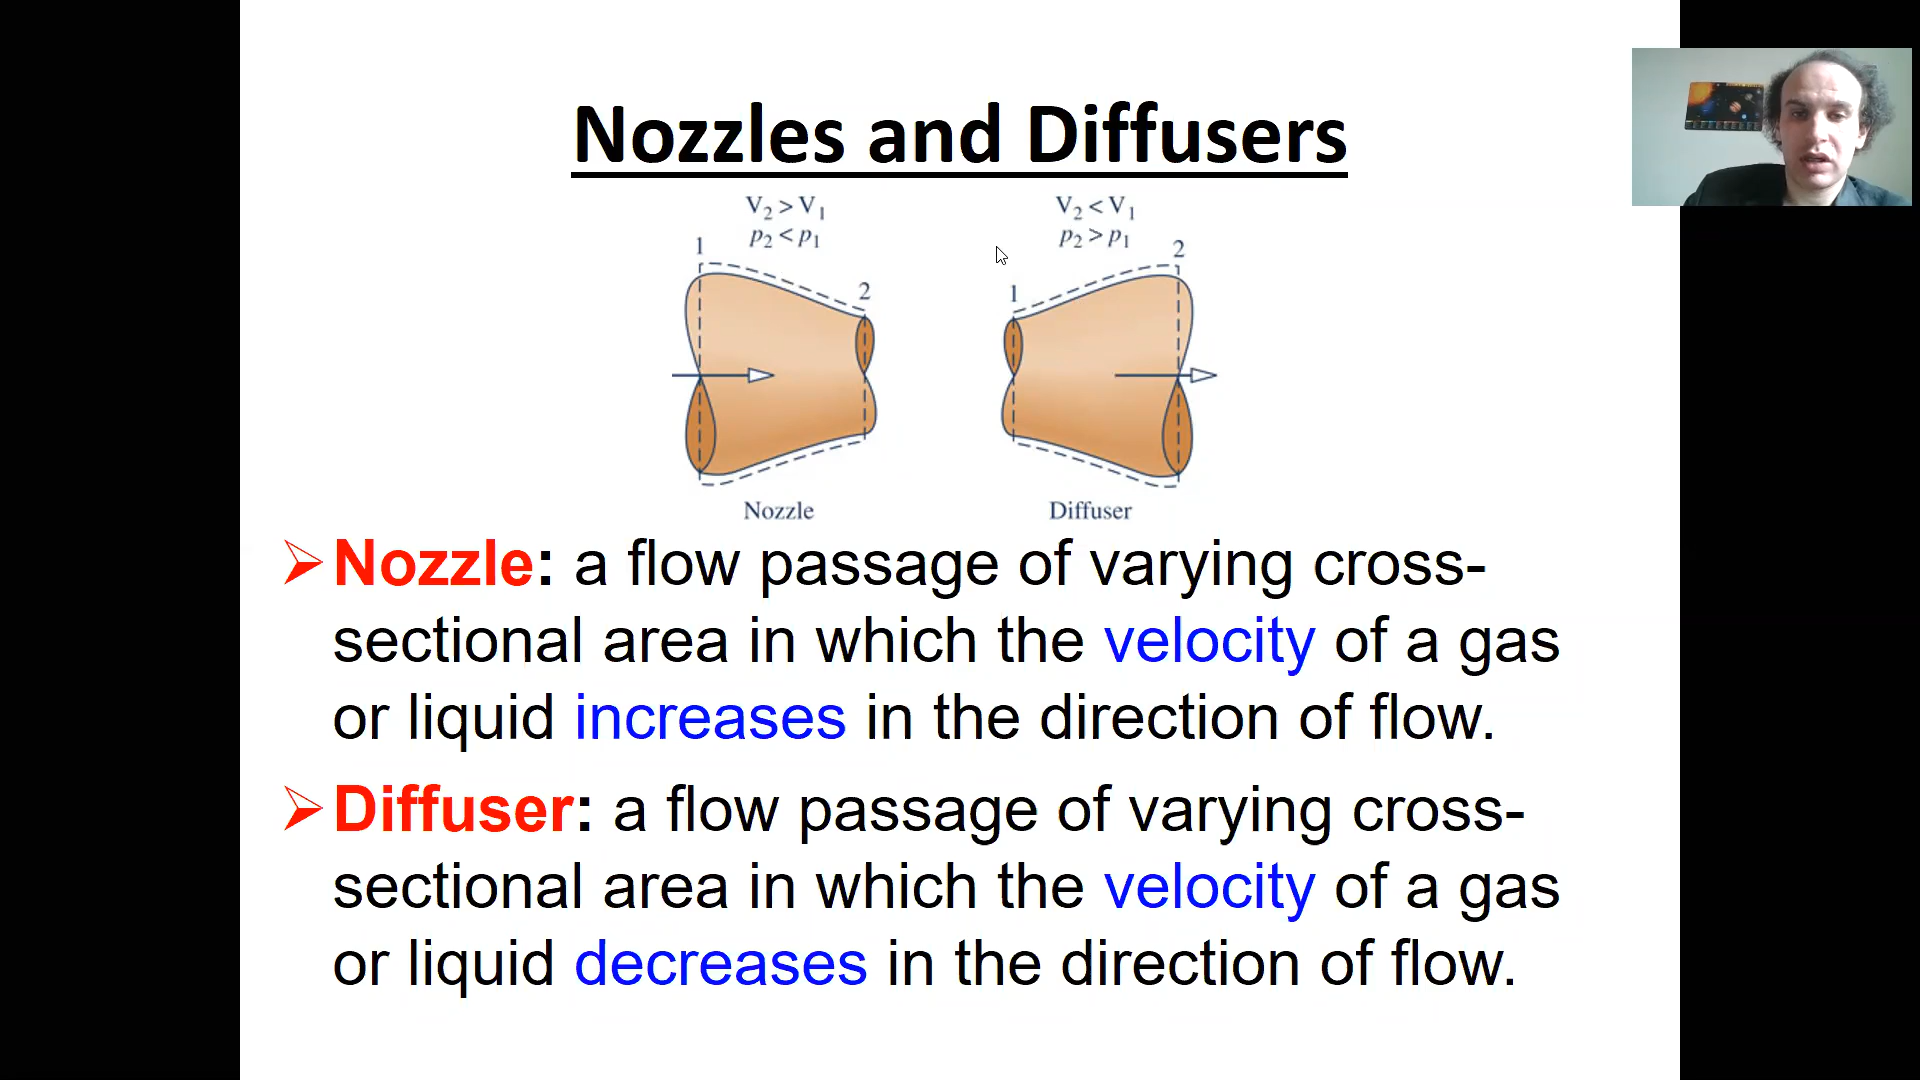 Nozzles and Diffusers
V₂ > V₁
p₂ < p₁
1
2
Nozzle
V₂ < V₁
p₂ > p₁
1
2
Diffuser
➢ Nozzle: a flow passage of varying cross-
sectional area in which the velocity of a gas
or liquid increases in the direction of flow.
➢ Diffuser: a flow passage of varying cross-
sectional area in which the velocity of a gas
or liquid decreases in the direction of flow.